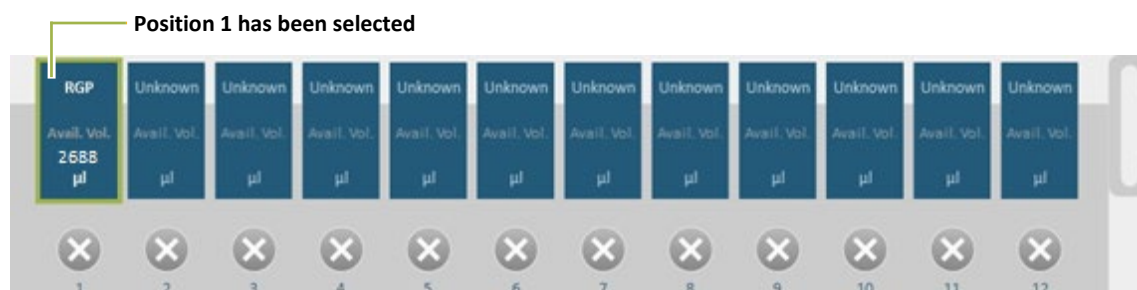 Position 1 has been selected
RGP Unknown Unknown Unknown Unknown Unknown Unknown Unknown Unknown Unknown Unknown Unknown
Avail. Vol. Avail. Vol. Avail. Vol. Avail. Vol. Avail. Vol. Avail. Vol. Avail. Vol. Avail. Vol. Avail. Vol. Avail. Vol. Avail. Vol. Avail. Vol.
2688
µl µl µl µl µl µl µl µl µl µl µl µl
1 2 3 4 5 6 7 8 9 10 11 12